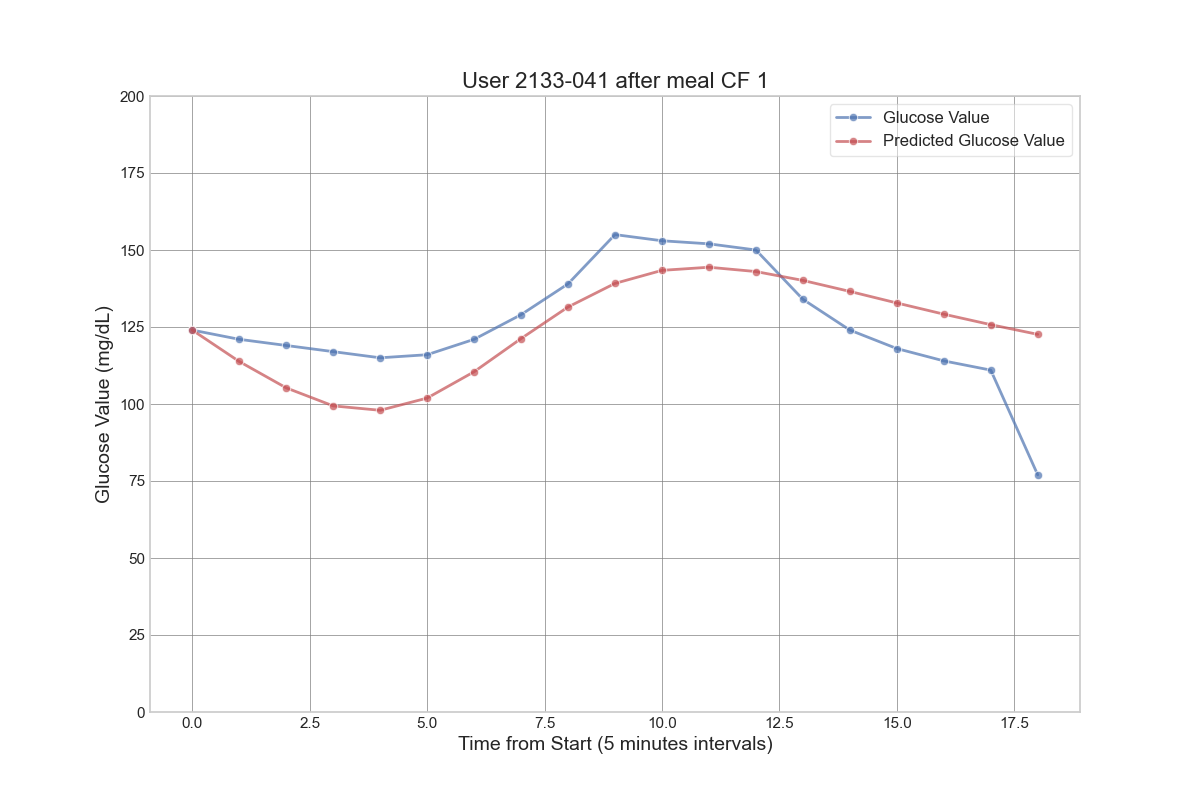 User 2133-041 after meal CF 1
Glucose Value
Predicted Glucose Value
Glucose Value (mg/dL)
200
175
150
125
100
75
50
25
0
0.0 2.5 5.0 7.5 10.0 12.5 15.0 17.5
Time from Start (5 minutes intervals)